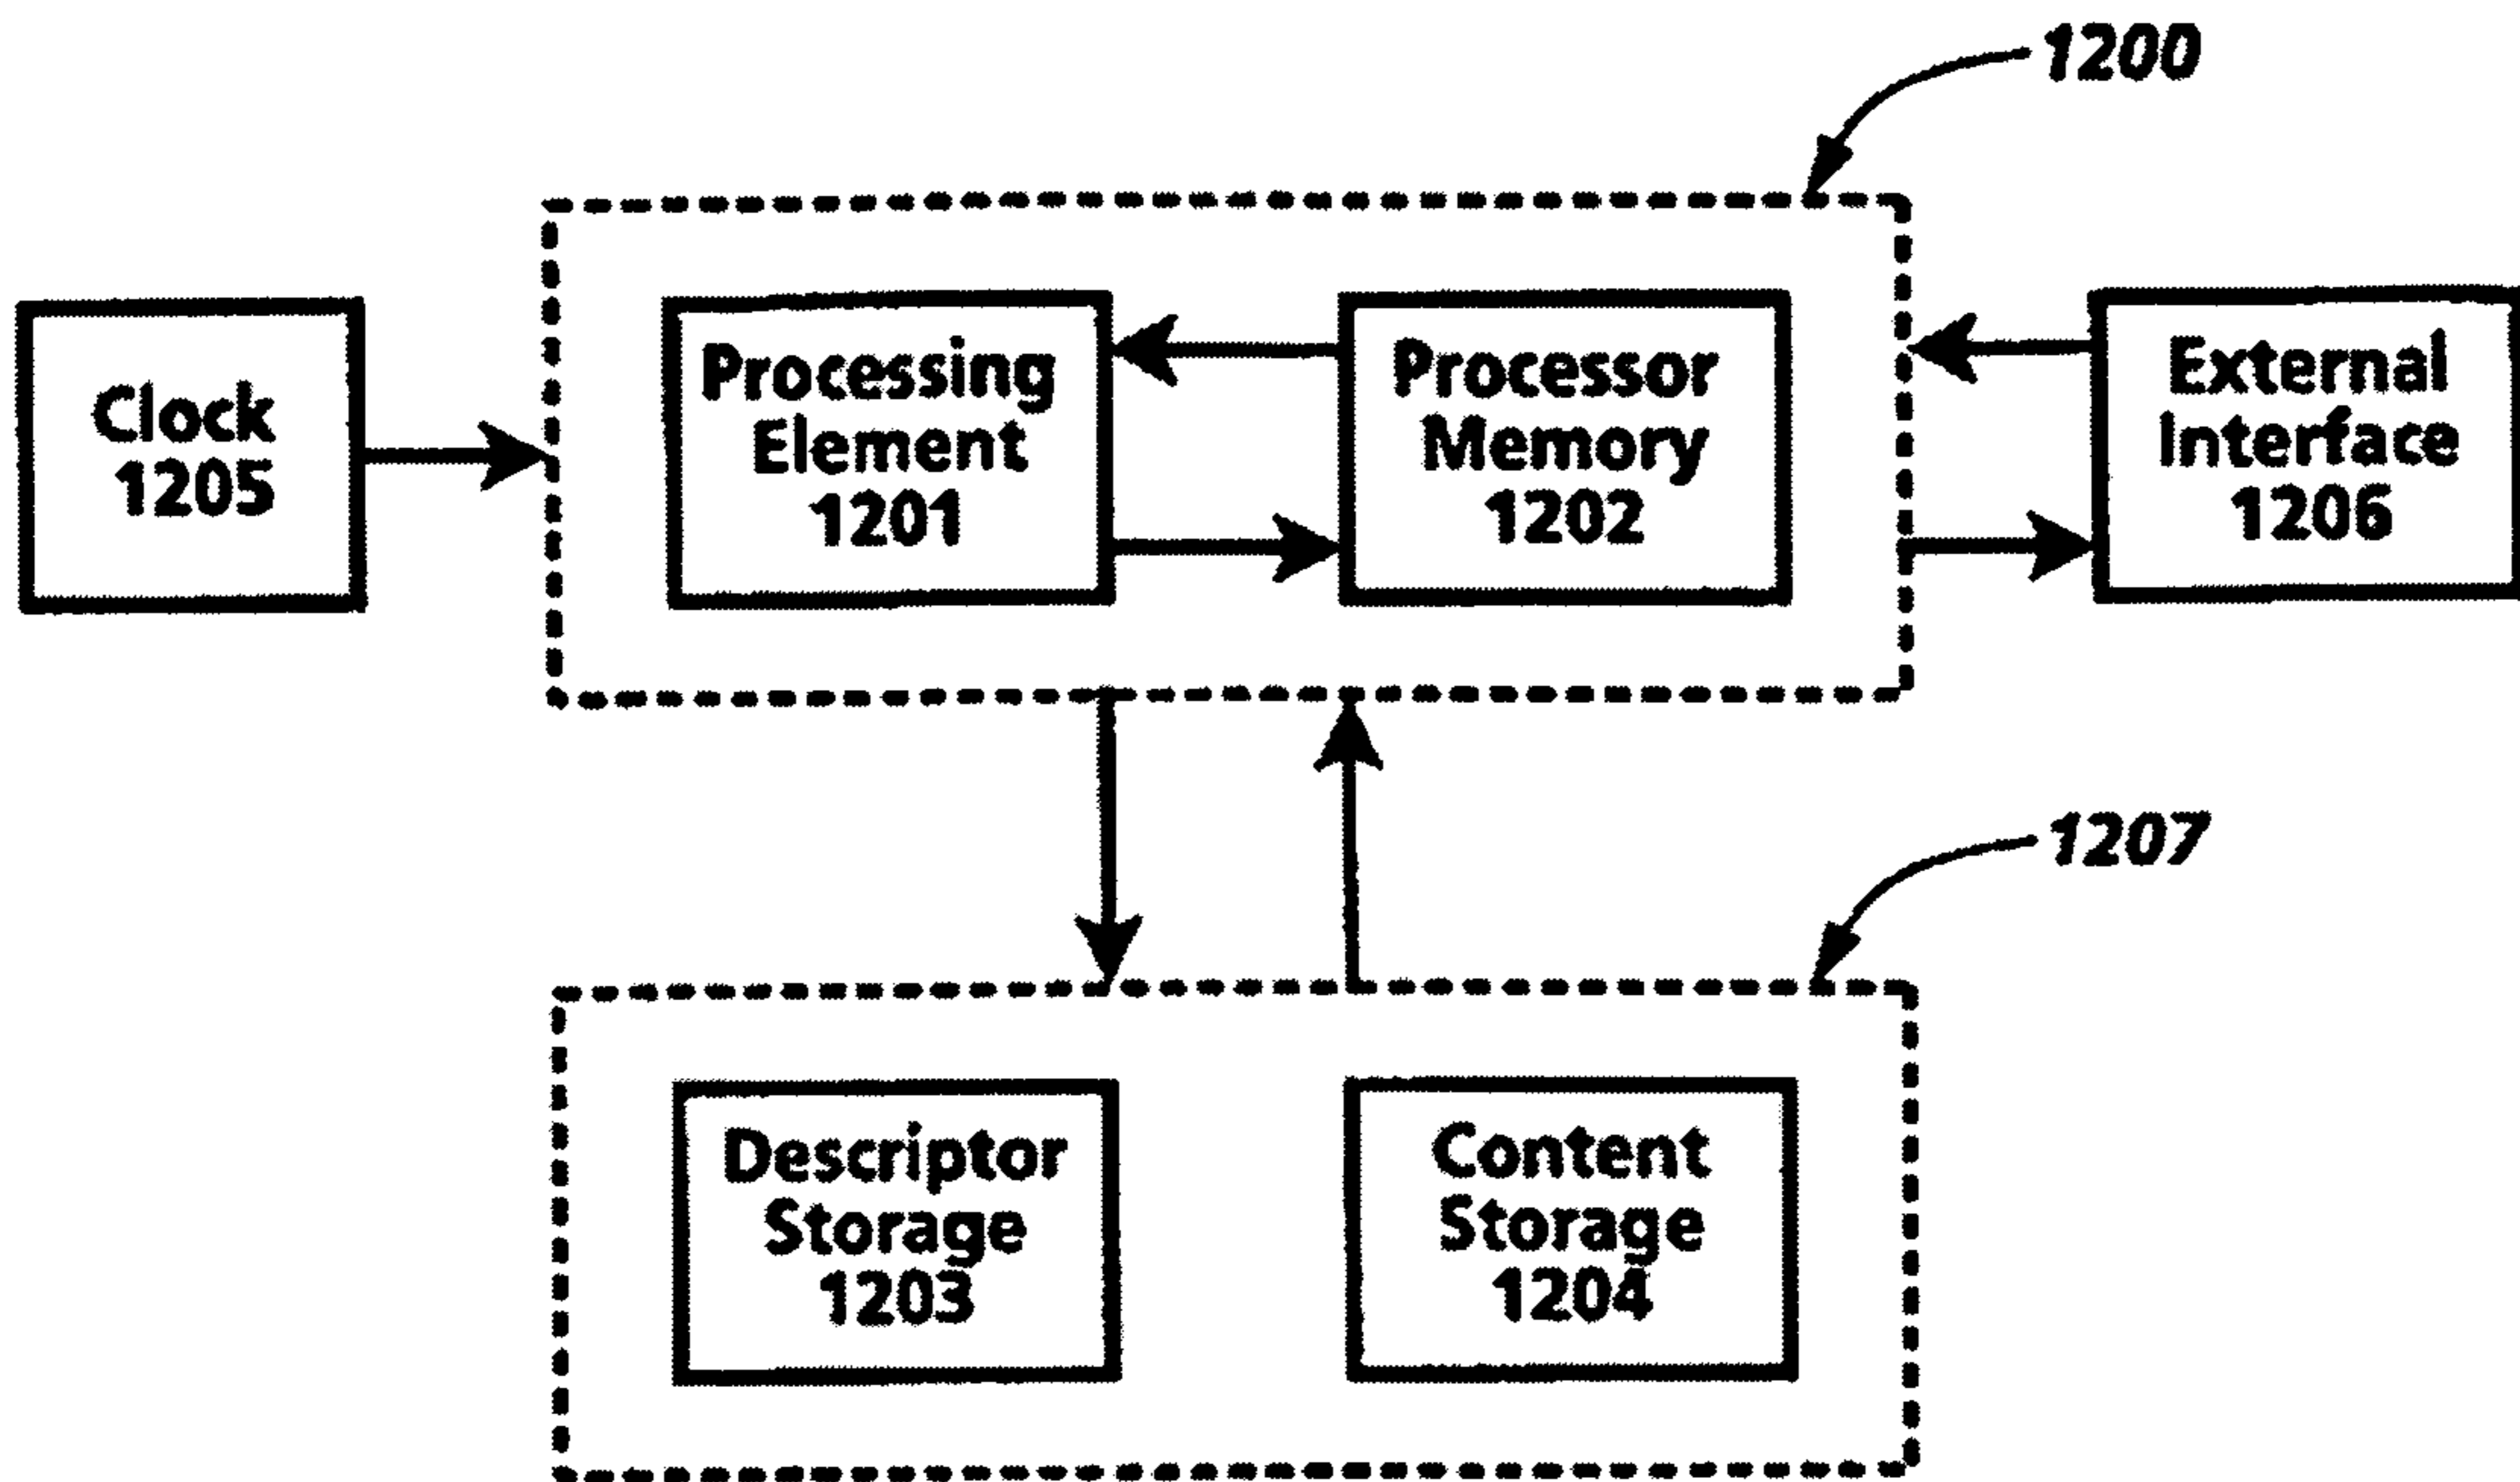 1200
Clock
1205
Processing
Element
1201
Processor
Memory
1202
External
Interface
1206
1207
Descriptor
Storage
1203
Content
Storage
1204